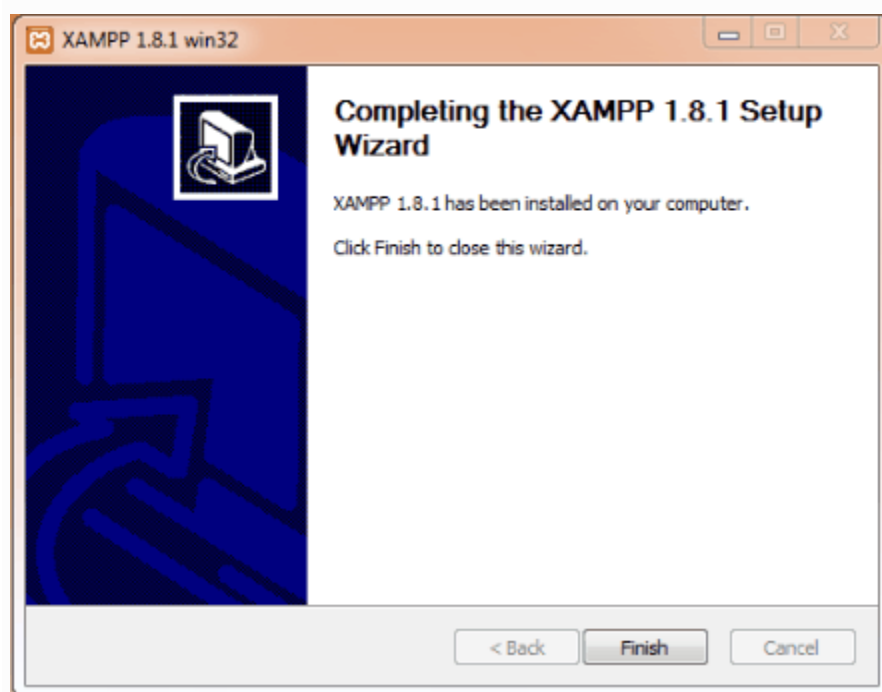 XAMPP 1.8.1 win32
Completing the XAMPP 1.8.1 Setup
Wizard
XAMPP 1.8.1 has been installed on your computer.
Click Finish to close this wizard.
< Back
Finish
Cancel